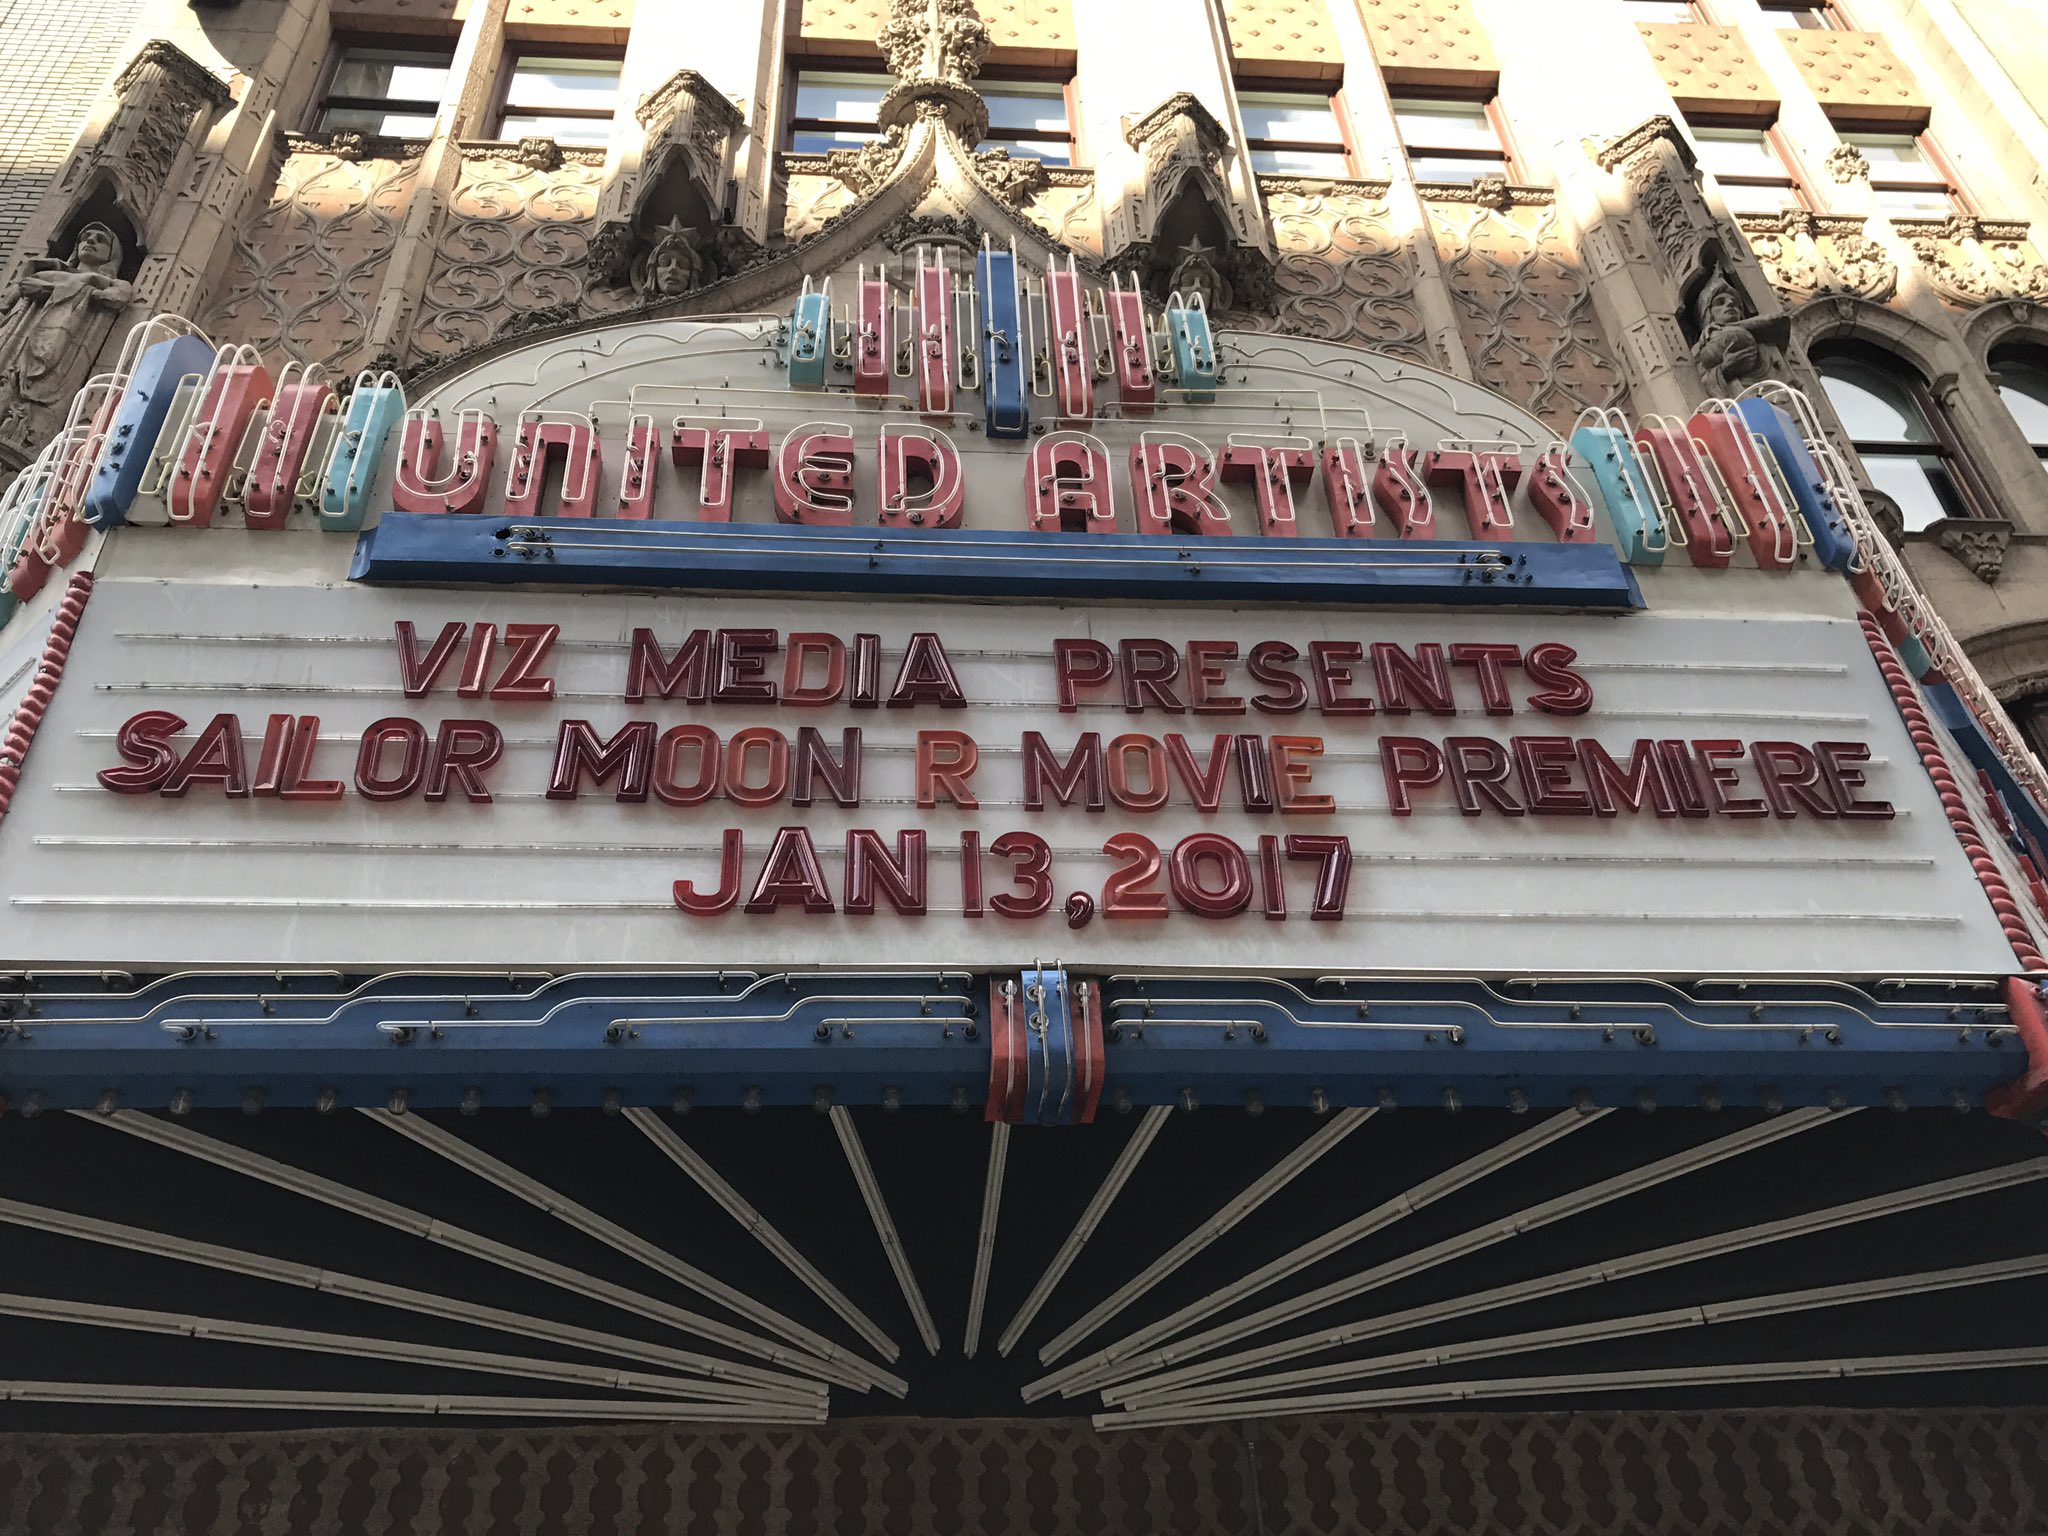 UNITED ARTISTS
VIZ MEDIA PRESENTS
SAILOR MOON R MOVIE PREMIERE
JAN 13, 2017